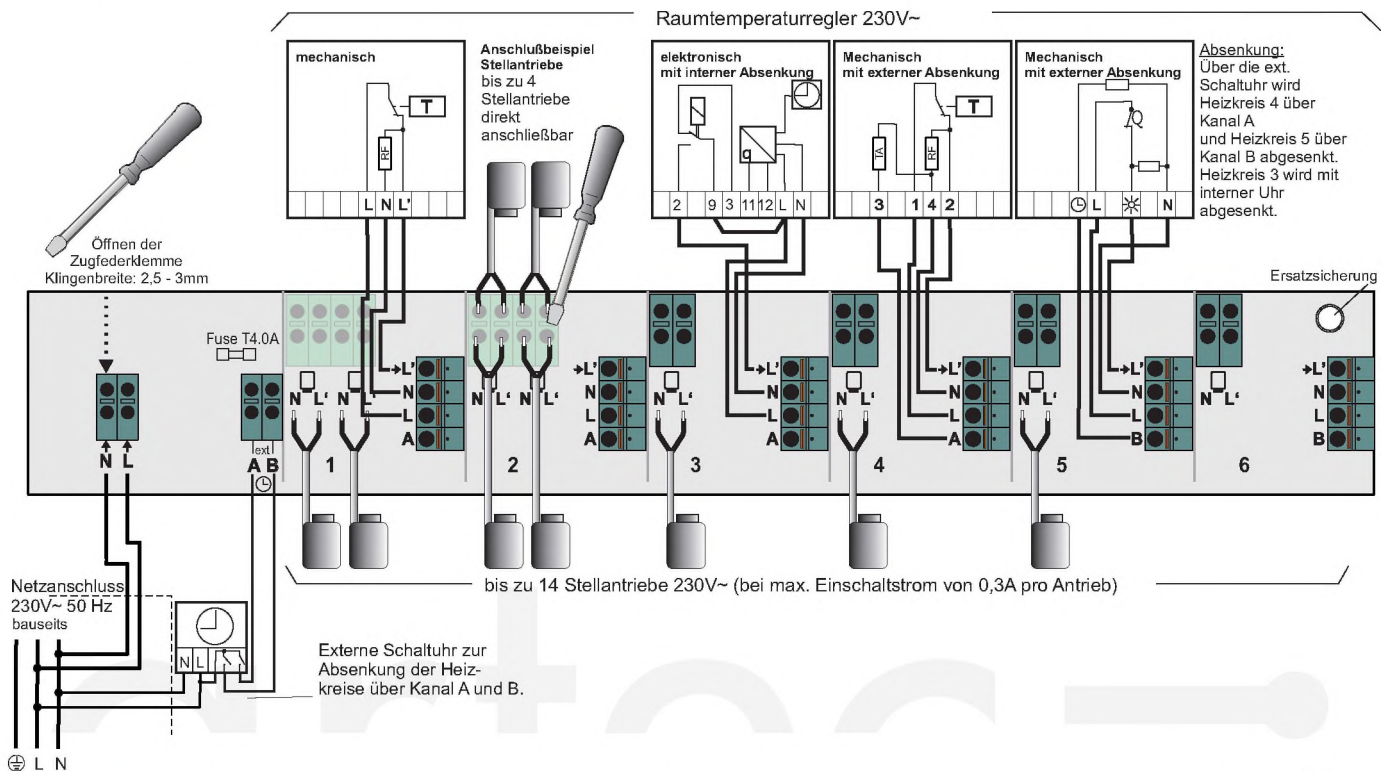 Raumtemperaturregler 230V~
mechanisch
T
RF
L N L'
Anschlußbeispiel
Stellantriebe
bis zu 4
Stellantriebe
direkt
anschließbar
elektronisch
mit interner Absenkung
q
2 9 3 11 12 L N
Mechanisch
mit externer Absenkung
T
TA
RF
3 1 4 2
Mechanisch
mit externer Absenkung
L N
Absenkung:
Über die ext.
Schaltuhr wird
Heizkreis 4 über
Kanal A
und Heizkreis 5 über
Kanal B abgesenkt.
Heizkreis 3 wird mit
interner Uhr
abgesenkt.
Öffnen der
Zugfederklemme
Klingenbreite: 2,5 - 3mm
Ersatzsicherung
Fuse T4.0A
N L
ext
A B
N L' N L'
1
L'
N
L
A
N L' N L'
2
L'
N
L
A
N L'
3
L'
N
L
A
N L'
4
L'
N
L
A
N L'
5
L'
N
L
B
N L'
6
L'
N
L
B
bis zu 14 Stellantriebe 230V~ (bei max. Einschaltstrom von 0,3A pro Antrieb)
Netzanschluss
230V~ 50 Hz
bauseits
N L
Externe Schaltuhr zur
Absenkung der Heiz-
kreise über Kanal A und B.
L N